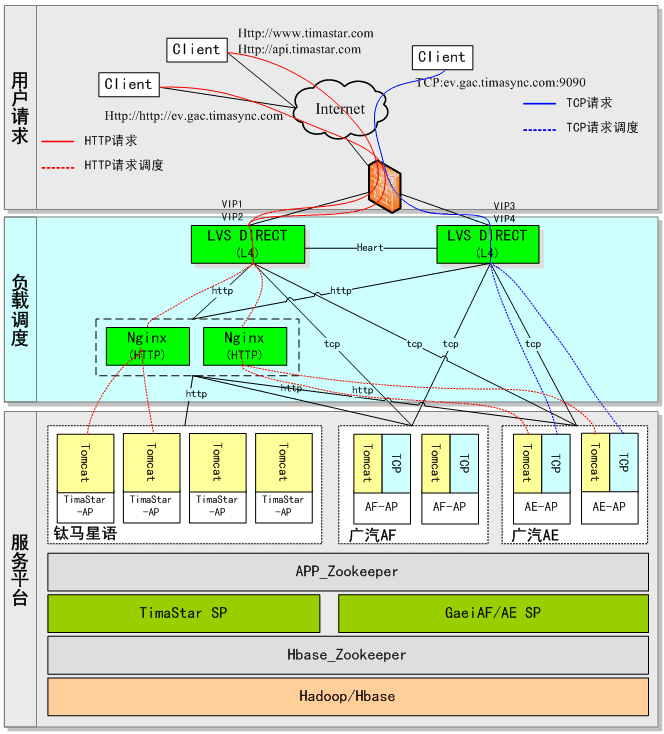 用户请求
Http://www.timastar.com
Http://api.timastar.com
Client
Client
Client
TCP:ev.gac.timasync.com:9090
Internet
Http://http://ev.gac.timasync.com
HTTP请求
HTTP请求调度
TCP请求
TCP请求调度
VIP1
VIP2
VIP3
VIP4
负载调度
LVS DIRECT
(L4)
Heart
LVS DIRECT
(L4)
http
http
Nginx
(HTTP)
Nginx
(HTTP)
tcp
tcp
tcp
tcp
http
http
http
服务平台
Tomcat
TimaStar
-AP
Tomcat
TimaStar
-AP
Tomcat
TimaStar
-AP
Tomcat
TimaStar
-AP
钛马星语
Tomcat
TCP
AF-AP
Tomcat
TCP
AF-AP
广汽AF
Tomcat
TCP
AE-AP
Tomcat
TCP
AE-AP
广汽AE
APP_Zookeeper
TimaStar SP
GaeiAF/AE SP
Hbase_Zookeeper
Hadoop/Hbase